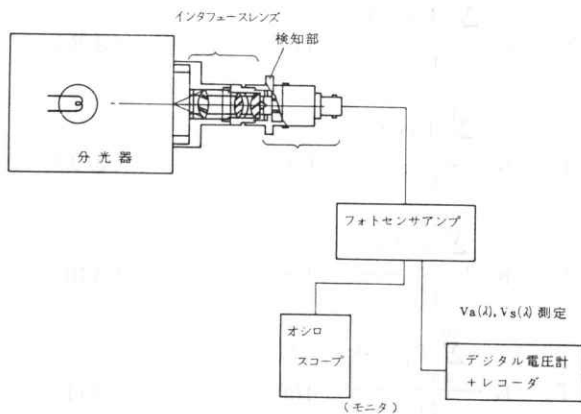 インタフェースレンズ
検知部
分光器
フォトセンサアンプ
Va(λ), Vs(λ) 測定
オシロ
スコープ
デジタル電圧計
+レコーダ
(モニタ)